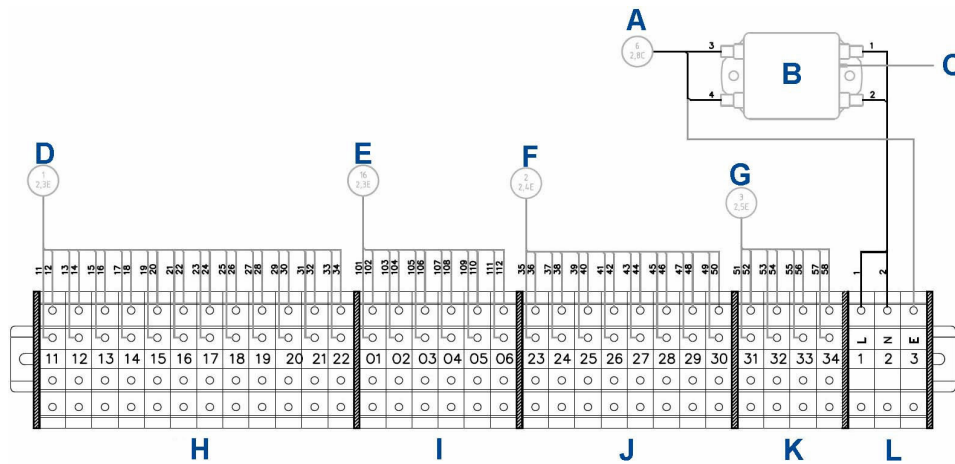 A
6
2,8C
3
4
B
1
2
C
D
1
2,3E
E
16
2,3E
F
2
2,4E
G
3
2,5E
11 12 13 14 15 16 17 18 19 20 21 22 23 24 25 26 27 28 29 30 31 32 33 34
101 102 103 104 105 106 107 108 109 110 111 112
35 36 37 38 39 40 41 42 43 44 45 46 47 48 49 50
51 52 53 54 55 56 57 58
1 2
L N E
11 12 13 14 15 16 17 18 19 20 21 22
01 02 03 04 05 06
23 24 25 26 27 28 29 30
31 32 33 34
1 2 3
H I J K L